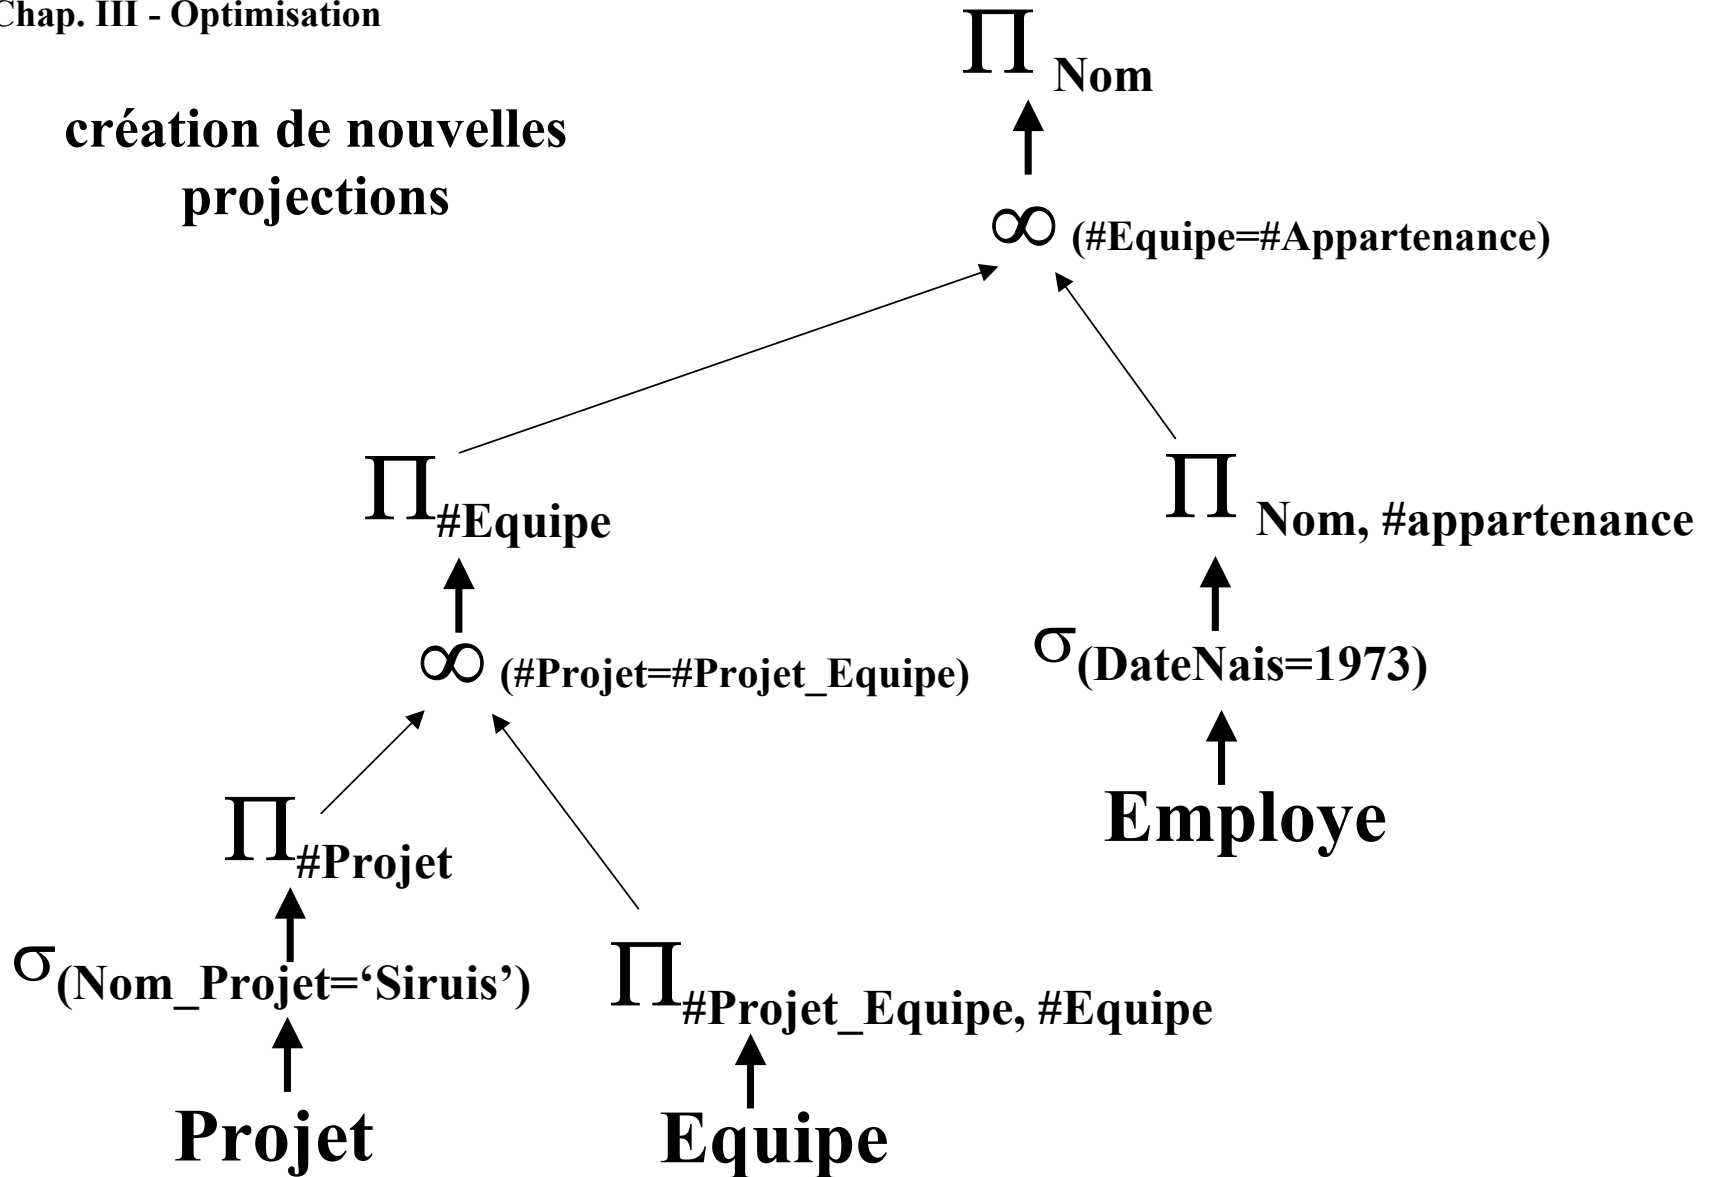 Chap. III - Optimisation
création de nouvelles
projections
Π Nom
∞ (#Equipe=#Appartenance)
Π#Equipe
Π Nom, #appartenance
∞ (#Projet=#Projet_Equipe)
σ(DateNais=1973)
Employe
Π#Projet
σ(Nom_Projet=‘Siruis’)
Π#Projet_Equipe, #Equipe
Projet
Equipe